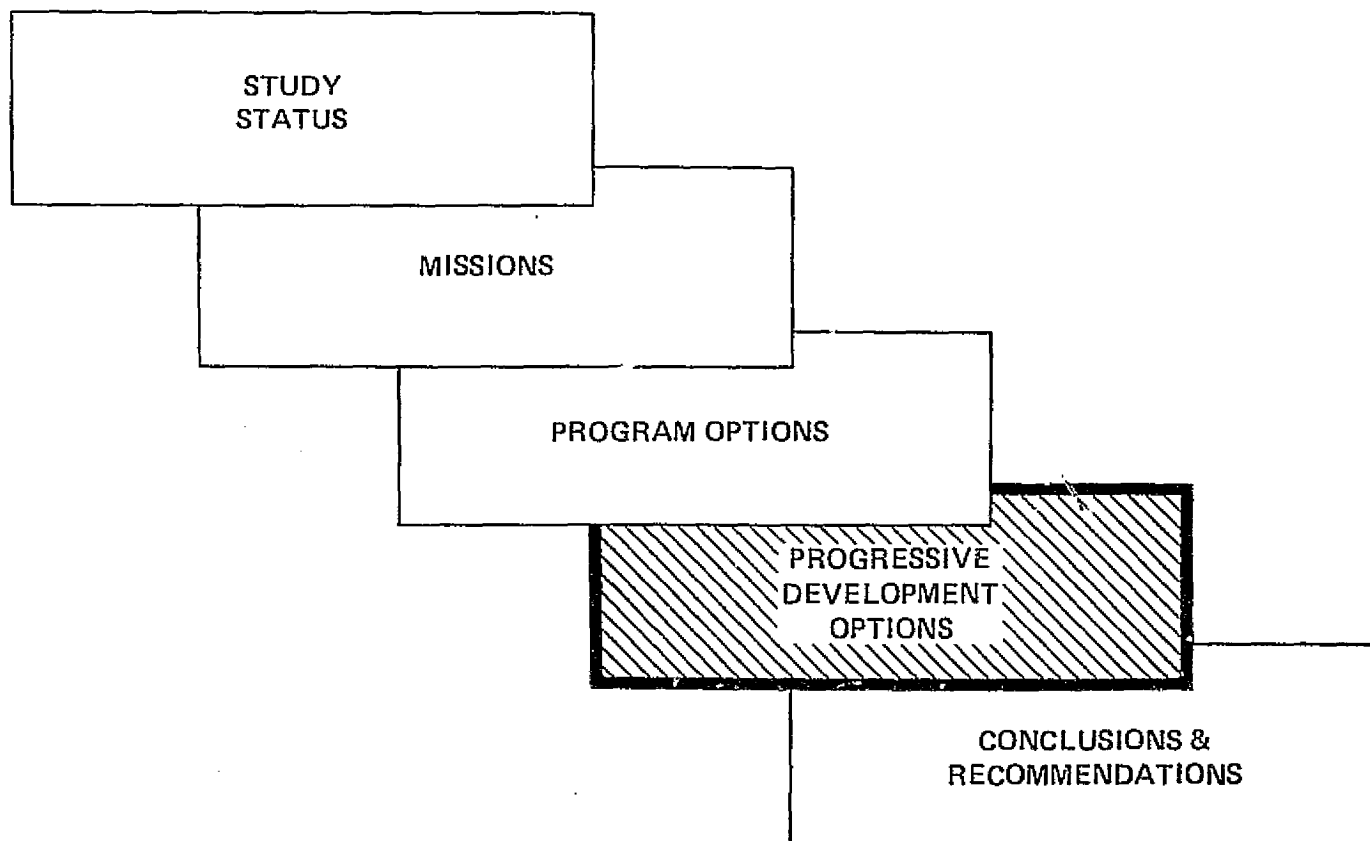 STUDY
STATUS
MISSIONS
PROGRAM OPTIONS
PROGRESSIVE
DEVELOPMENT
OPTIONS
CONCLUSIONS &
RECOMMENDATIONS